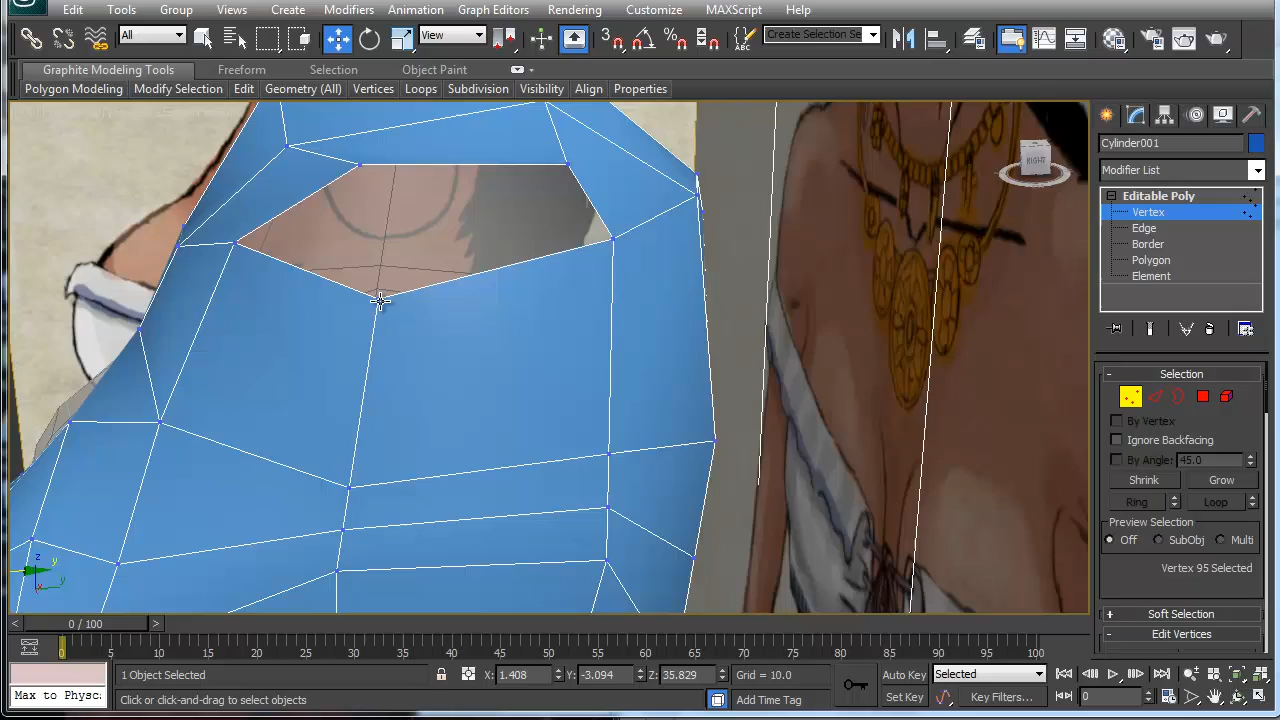 Edit Tools Group Views Create Modifiers Animation Graph Editors Rendering Customize MAXScript Help
All View 3 Create Selection Se
Graphite Modeling Tools Freeform Selection Object Paint
Polygon Modeling Modify Selection Edit Geometry (All) Vertices Loops Subdivision Visibility Align Properties
RIGHT
Cylinder001
Modifier List
Editable Poly
Vertex
Edge
Border
Polygon
Element
- Selection
By Vertex
Ignore Backfacing
By Angle: 45.0
Shrink Grow
Ring Loop
Preview Selection
Off SubObj Multi
Vertex 95 Selected
+ Soft Selection
- Edit Vertices
z
y
x y
< 0 / 100 >
0 5 10 15 20 25 30 35 40 45 50 55 60 65 70 75 80 85 90 95 100
1 Object Selected X: 1.408 Y: -3.094 Z: 35.829 Grid = 10.0 Auto Key Selected
Max to Physc Click or click-and-drag to select objects Add Time Tag Set Key Key Filters... 0